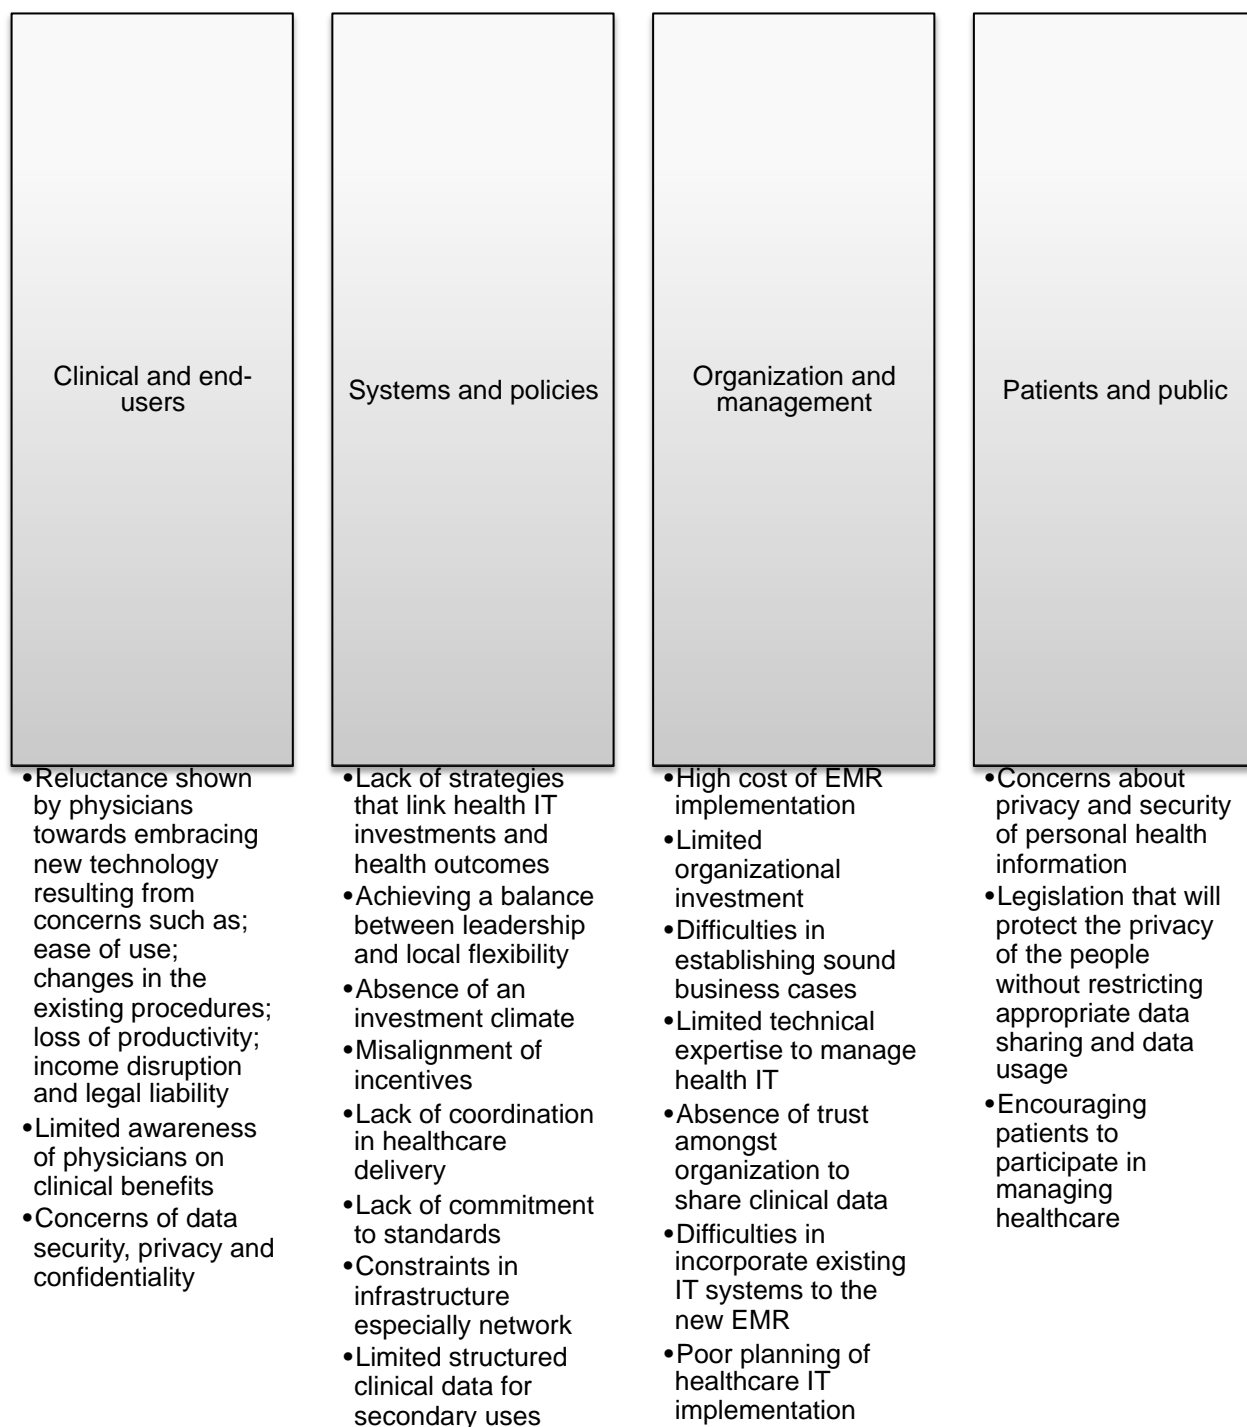 Clinical and end-
users
Systems and policies
Organization and
management
Patients and public
•Reluctance shown
by physicians
towards embracing
new technology
resulting from
concerns such as;
ease of use;
changes in the
existing procedures;
loss of productivity;
income disruption
and legal liability
•Limited awareness
of physicians on
clinical benefits
•Concerns of data
security, privacy and
confidentiality
•Lack of strategies
that link health IT
investments and
health outcomes
•Achieving a balance
between leadership
and local flexibility
•Absence of an
investment climate
•Misalignment of
incentives
•Lack of coordination
in healthcare
delivery
•Lack of commitment
to standards
•Constraints in
infrastructure
especially network
•Limited structured
clinical data for
secondary uses
•High cost of EMR
implementation
•Limited
organizational
investment
•Difficulties in
establishing sound
business cases
•Limited technical
expertise to manage
health IT
•Absence of trust
amongst
organization to
share clinical data
•Difficulties in
incorporate existing
IT systems to the
new EMR
•Poor planning of
healthcare IT
implementation
•Concerns about
privacy and security
of personal health
information
•Legislation that will
protect the privacy
of the people
without restricting
appropriate data
sharing and data
usage
•Encouraging
patients to
participate in
managing
healthcare